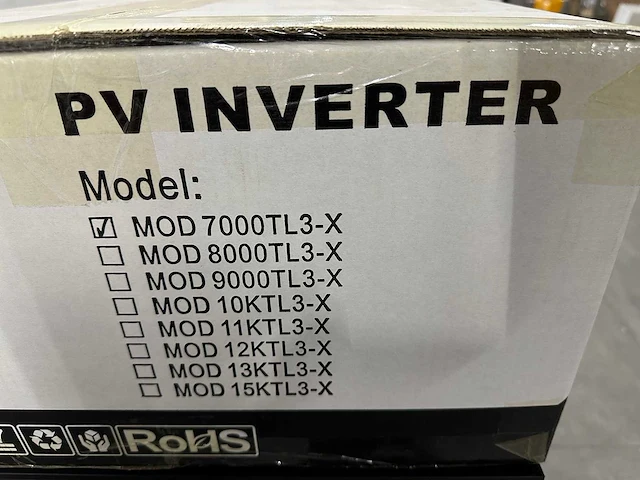 PV INVERTER
Model:
☑ MOD 7000TL3-X
☐ MOD 8000TL3-X
☐ MOD 9000TL3-X
☐ MOD 10KTL3-X
☐ MOD 11KTL3-X
☐ MOD 12KTL3-X
☐ MOD 13KTL3-X
☐ MOD 15KTL3-X
RoHS